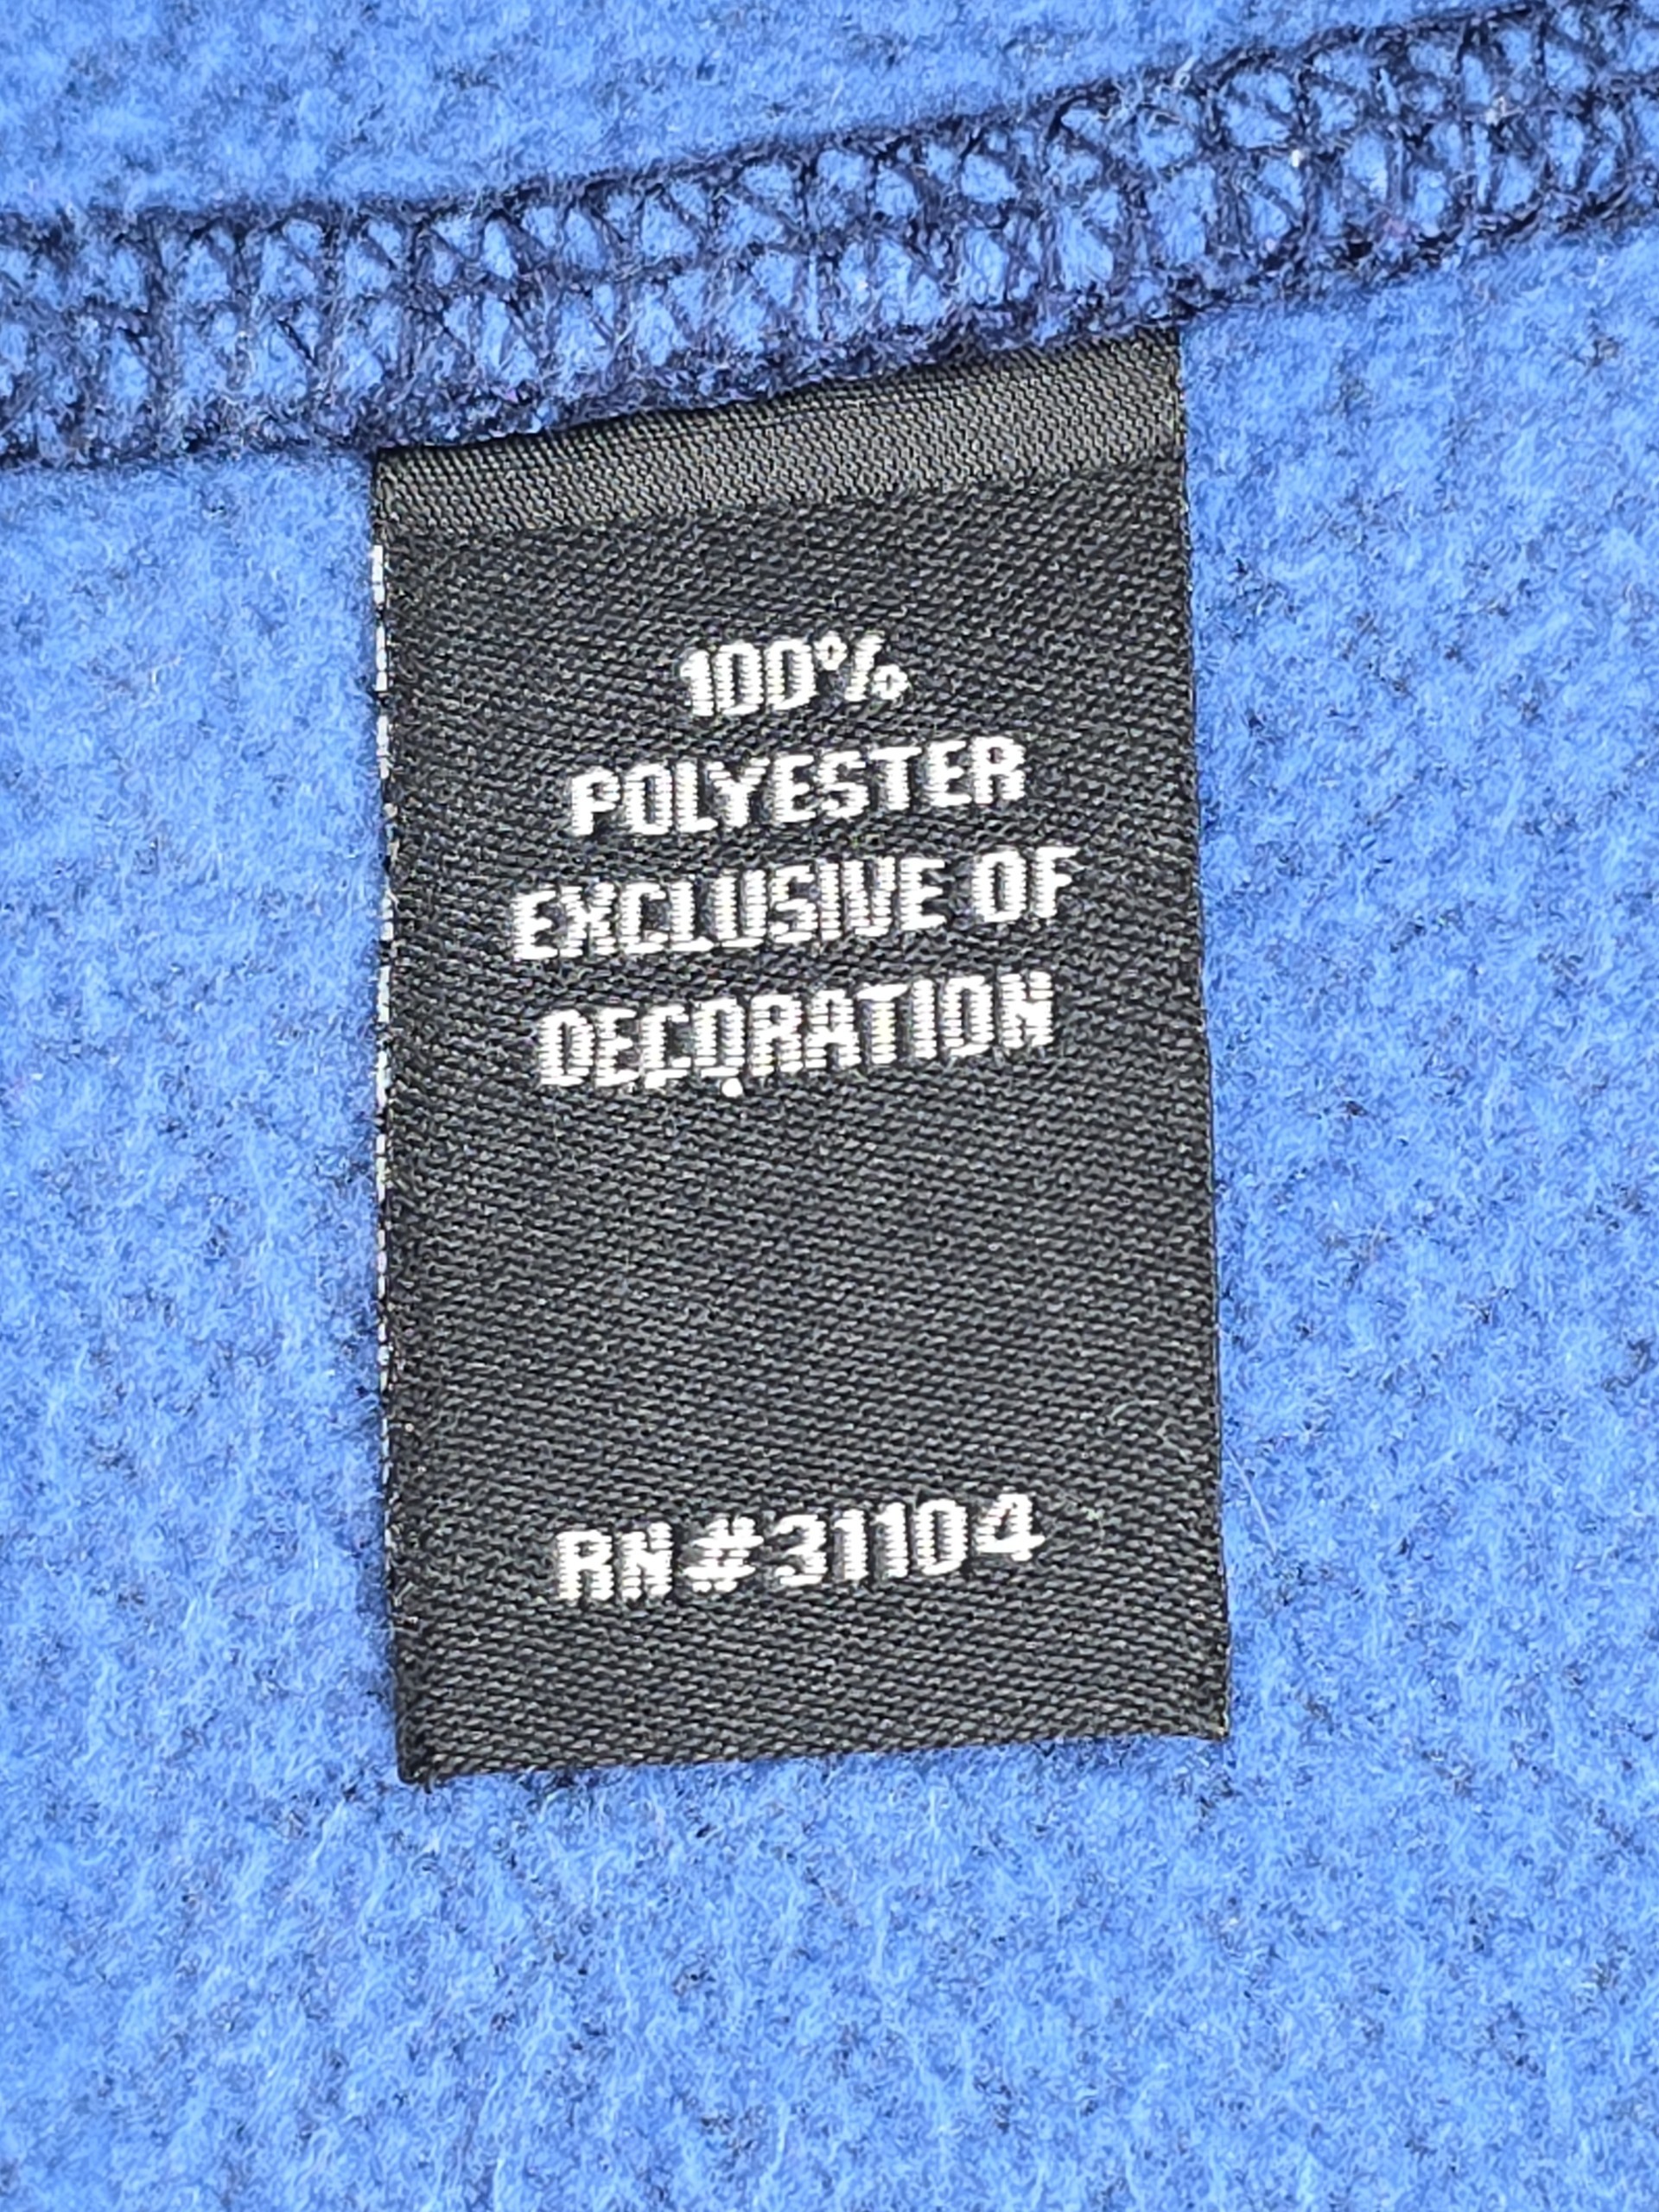 100%
POLYESTER
EXCLUSIVE OF
DECORATION
RN#31104